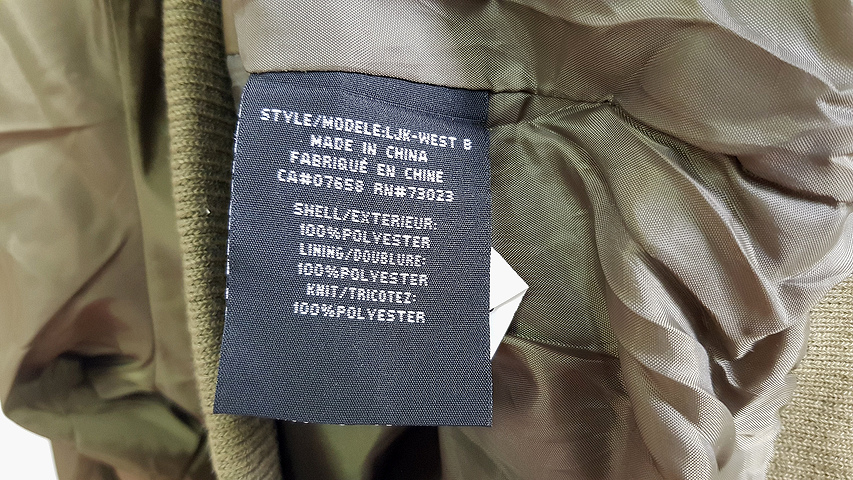 STYLE/MODELE:LJK-WEST B
MADE IN CHINA
FABRIQUÉ EN CHINE
CA#07658 RN#73023
SHELL/EXTERIEUR:
100%POLYESTER
LINING/DOUBLURE:
100%POLYESTER
KNIT/TRICOTEZ:
100%POLYESTER